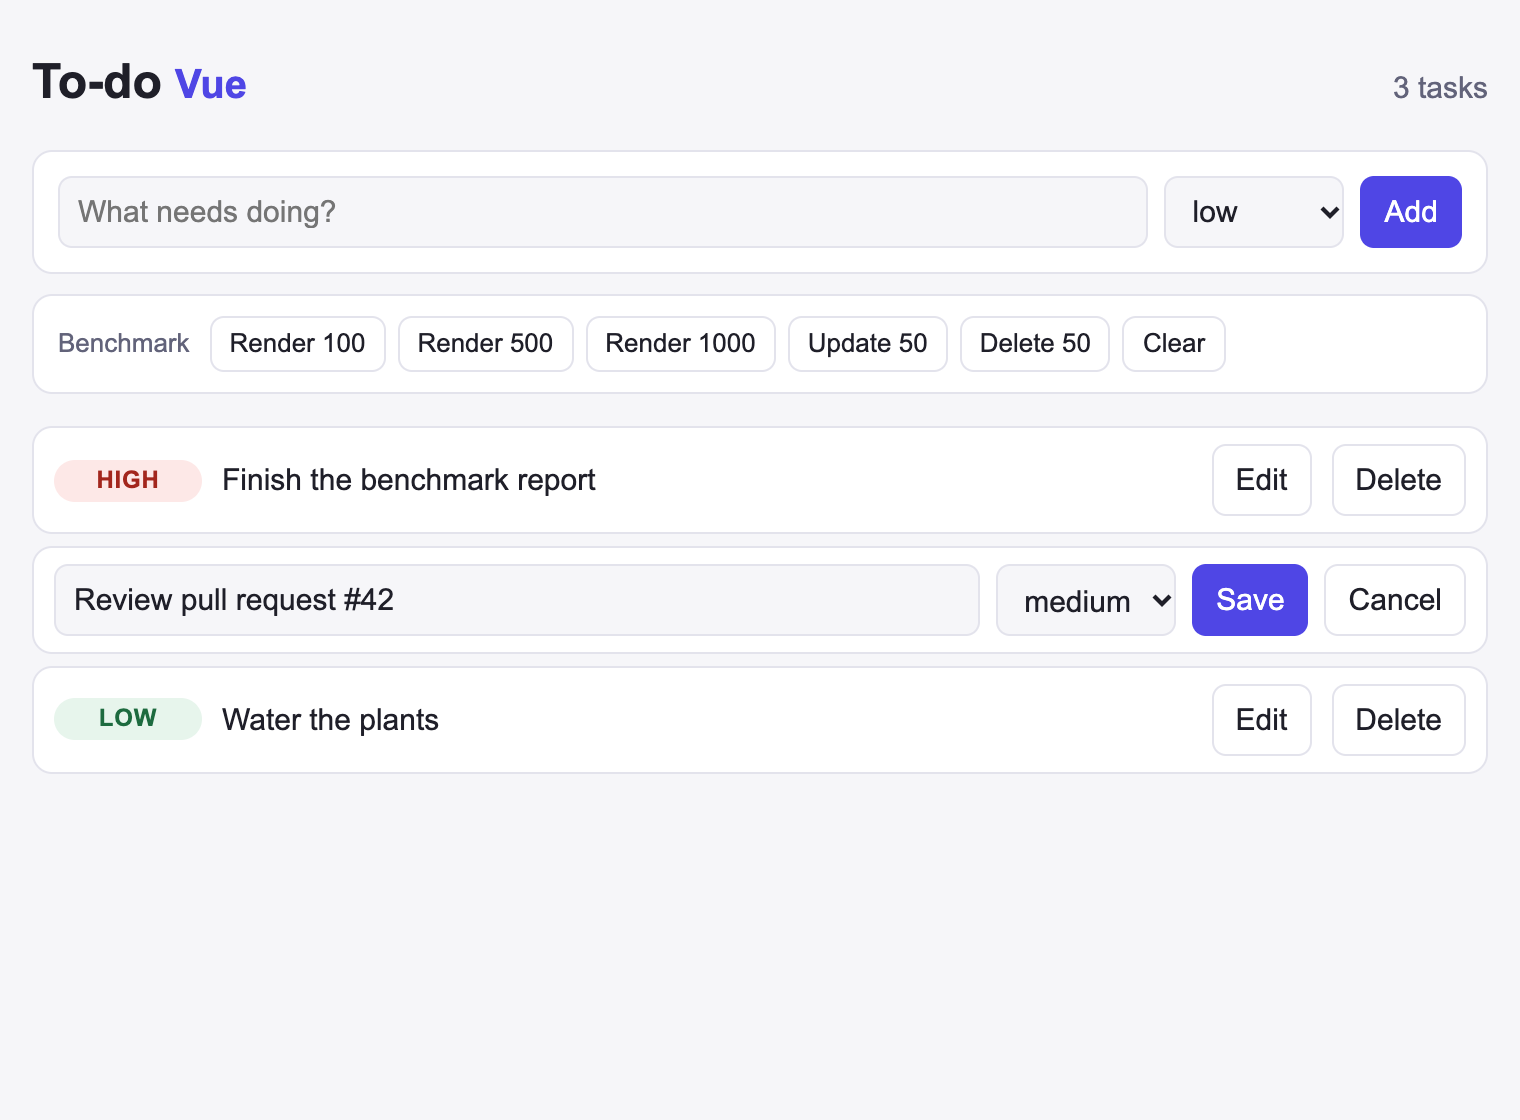 To-do Vue
3 tasks
What needs doing? low Add
Benchmark Render 100 Render 500 Render 1000 Update 50 Delete 50 Clear
HIGH Finish the benchmark report Edit Delete
Review pull request #42 medium Save Cancel
LOW Water the plants Edit Delete